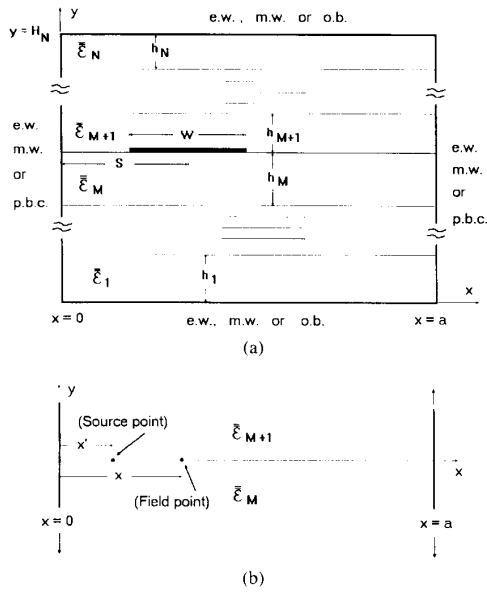 y
e.w., m.w. or o.b.
y = H_N
ε̿_N
h_N
e.w.
m.w.
or
p.b.c.
ε̿_M+1
W
h_M+1
S
ε̿_M
h_M
e.w.
m.w.
or
p.b.c.
ε̿_1
h_1
x
x = 0
e.w., m.w. or o.b.
x = a
(a)
y
(Source point)
x'
ε̿_M+1
x
x
(Field point)
ε̿_M
x = 0
x = a
(b)